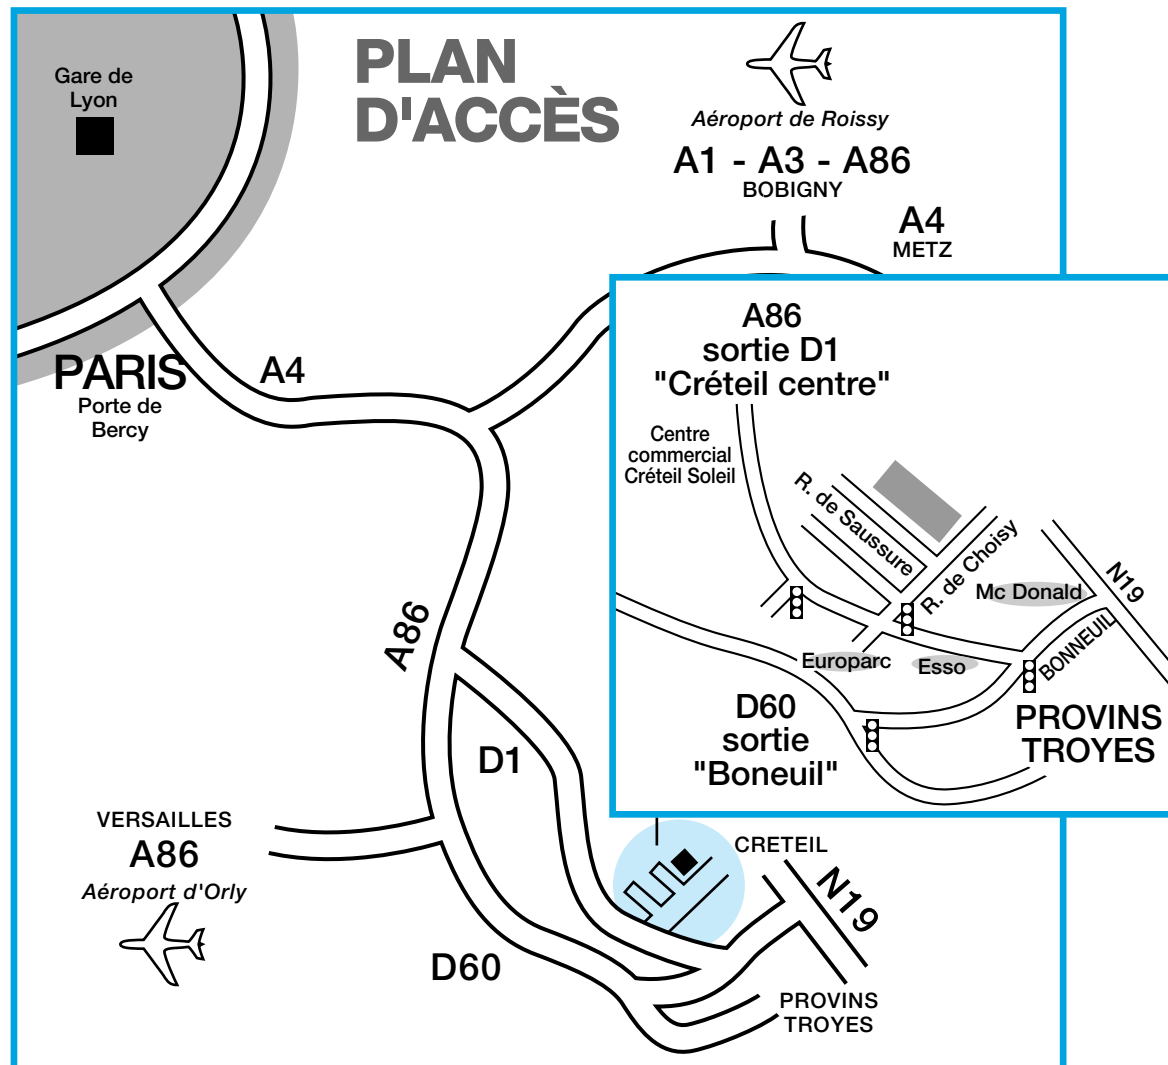 PLAN
D'ACCÈS
Gare de
Lyon
Aéroport de Roissy
A1 - A3 - A86
BOBIGNY
A4
METZ
PARIS
Porte de
Bercy
A4
A86
sortie D1
"Créteil centre"
Centre
commercial
Créteil Soleil
R. de Saussure
R. de Choisy
Mc Donald
N19
BONNEUIL
Europarc
Esso
D60
sortie
"Boneuil"
PROVINS
TROYES
A86
D1
VERSAILLES
A86
Aéroport d'Orly
D60
CRETEIL
N19
PROVINS
TROYES